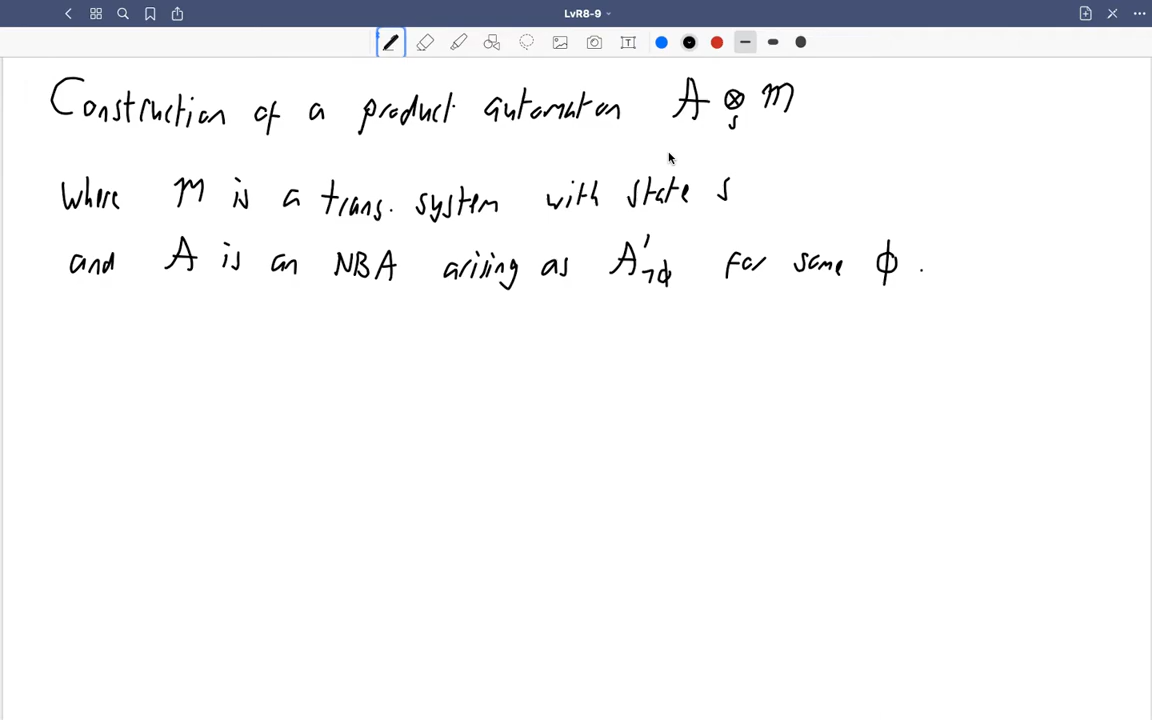 LvR8-9
Construction of a product automaton A ⊗ₛ M
where M is a trans. system with state s
and A is an NBA arising as A'¬ϕ for some ϕ.